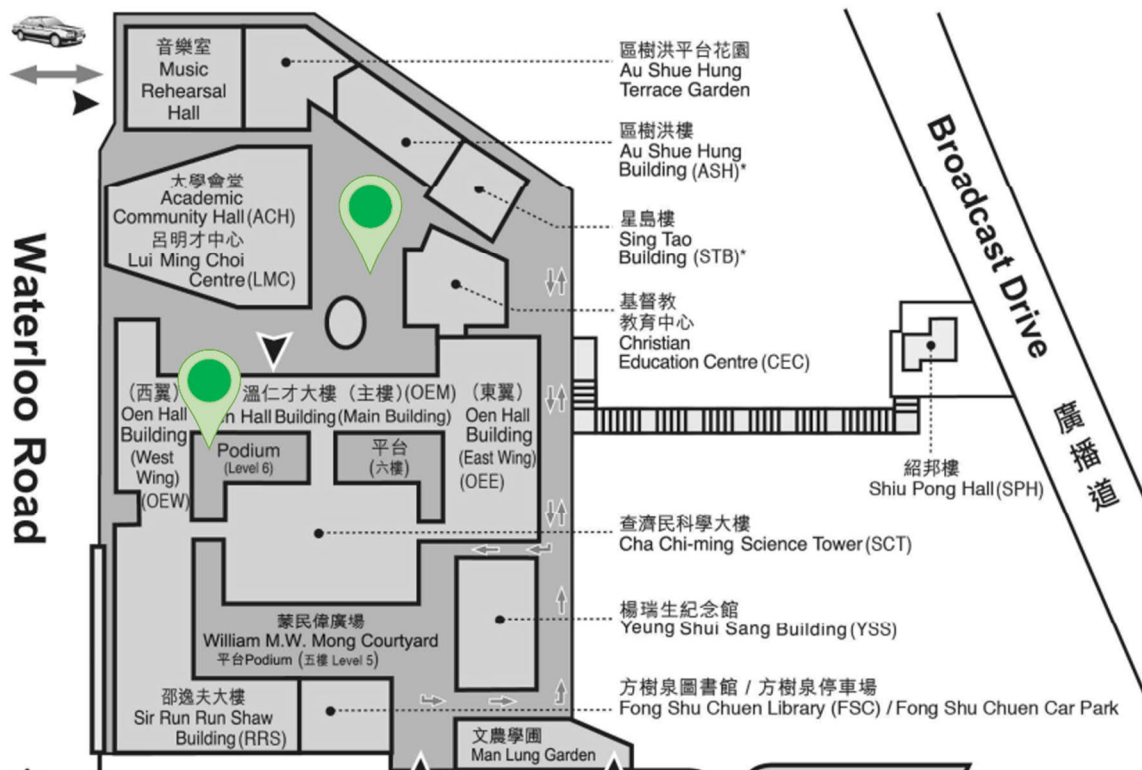 音樂室
Music
Rehearsal
Hall
區樹洪平台花園
Au Shue Hung
Terrace Garden
區樹洪樓
Au Shue Hung
Building (ASH)*
大學會堂
Academic
Community Hall (ACH)
呂明才中心
Lui Ming Choi
Centre (LMC)
星島樓
Sing Tao
Building (STB)*
基督教
教育中心
Christian
Education Centre (CEC)
Waterloo Road
Broadcast Drive 廣播道
(西翼)
Oen Hall
Building
(West
Wing)
(OEW)
溫仁才大樓 (主樓) (OEM)
Hall Building (Main Building)
(東翼)
Oen Hall
Building
(East Wing)
(OEE)
Podium
(Level 6)
平台
(六樓)
紹邦樓
Shiu Pong Hall (SPH)
查濟民科學大樓
Cha Chi-ming Science Tower (SCT)
楊瑞生紀念館
Yeung Shui Sang Building (YSS)
蒙民偉廣場
William M.W. Mong Courtyard
平台Podium (五樓 Level 5)
邵逸夫大樓
Sir Run Run Shaw
Building (RRS)
方樹泉圖書館 / 方樹泉停車場
Fong Shu Chuen Library (FSC) / Fong Shu Chuen Car Park
文農學圃
Man Lung Garden